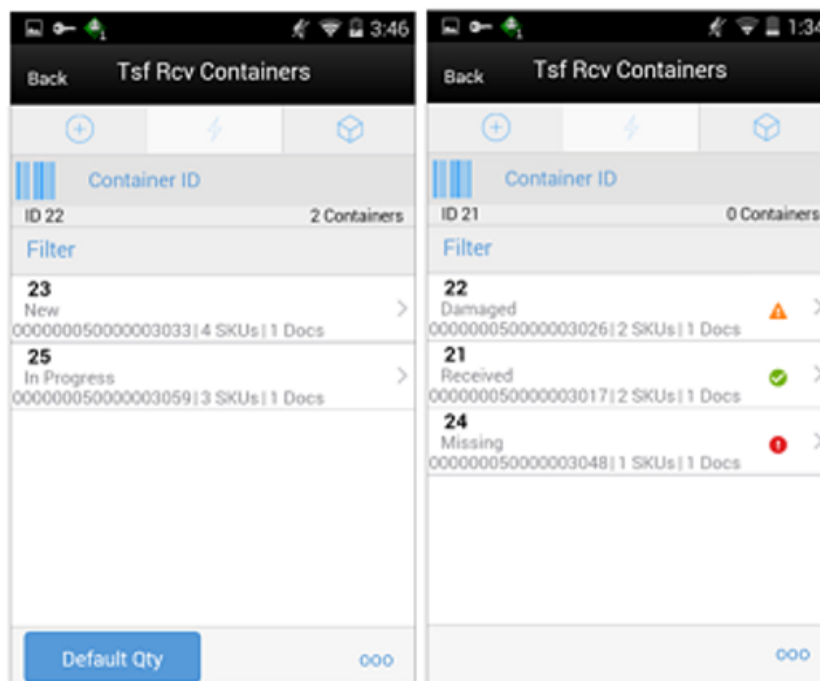 3:46
Back Tsf Rcv Containers
Container ID
ID 22 2 Containers
Filter
23
New
000000050000003033|4 SKUs|1 Docs
25
In Progress
000000050000003059|3 SKUs|1 Docs
Default Qty
1:34
Back Tsf Rcv Containers
Container ID
ID 21 0 Containers
Filter
22
Damaged
000000050000003026|2 SKUs|1 Docs
21
Received
000000050000003017|2 SKUs|1 Docs
24
Missing
000000050000003048|1 SKUs|1 Docs